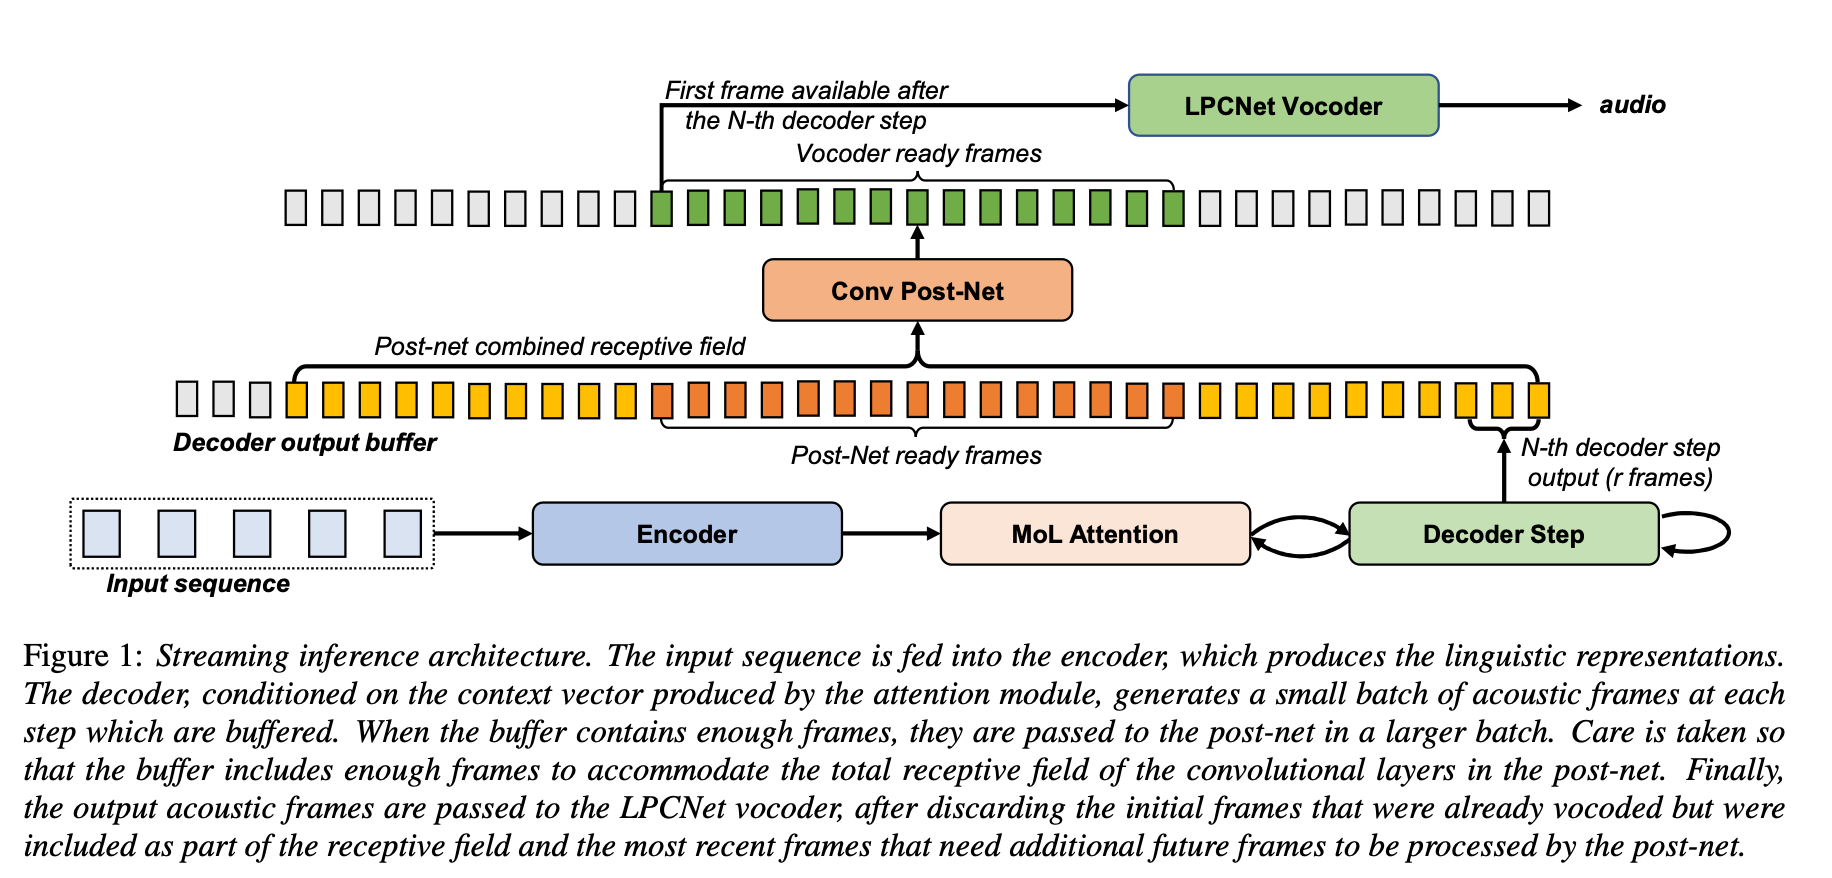 First frame available after
the N-th decoder step
LPCNet Vocoder
audio
Vocoder ready frames
Conv Post-Net
Post-net combined receptive field
Decoder output buffer
Post-Net ready frames
N-th decoder step
output (r frames)
Encoder
MoL Attention
Decoder Step
Input sequence
Figure 1: Streaming inference architecture. The input sequence is fed into the encoder, which produces the linguistic representations.
The decoder, conditioned on the context vector produced by the attention module, generates a small batch of acoustic frames at each
step which are buffered. When the buffer contains enough frames, they are passed to the post-net in a larger batch. Care is taken so
that the buffer includes enough frames to accommodate the total receptive field of the convolutional layers in the post-net. Finally,
the output acoustic frames are passed to the LPCNet vocoder, after discarding the initial frames that were already vocoded but were
included as part of the receptive field and the most recent frames that need additional future frames to be processed by the post-net.